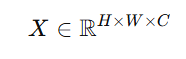 X ∈ ℝ^{H×W×C}